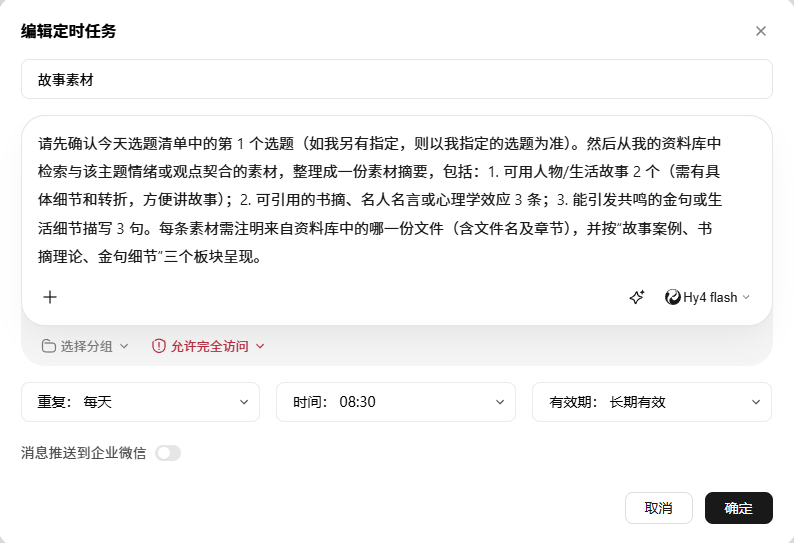 编辑定时任务
故事素材
请先确认今天选题清单中的第 1 个选题（如我另有指定，则以我指定的选题为准）。然后从我的资料库中
检索与该主题情绪或观点契合的素材，整理成一份素材摘要，包括：1. 可用人物/生活故事 2 个（需有具
体细节和转折，方便讲故事）；2. 可引用的书摘、名人名言或心理学效应 3 条；3. 能引发共鸣的金句或生
活细节描写 3 句。每条素材需注明来自资料库中的哪一份文件（含文件名及章节），并按“故事案例、书
摘理论、金句细节”三个板块呈现。
Hy4 flash
选择分组 允许完全访问
重复： 每天 时间： 08:30 有效期： 长期有效
消息推送到企业微信
取消 确定